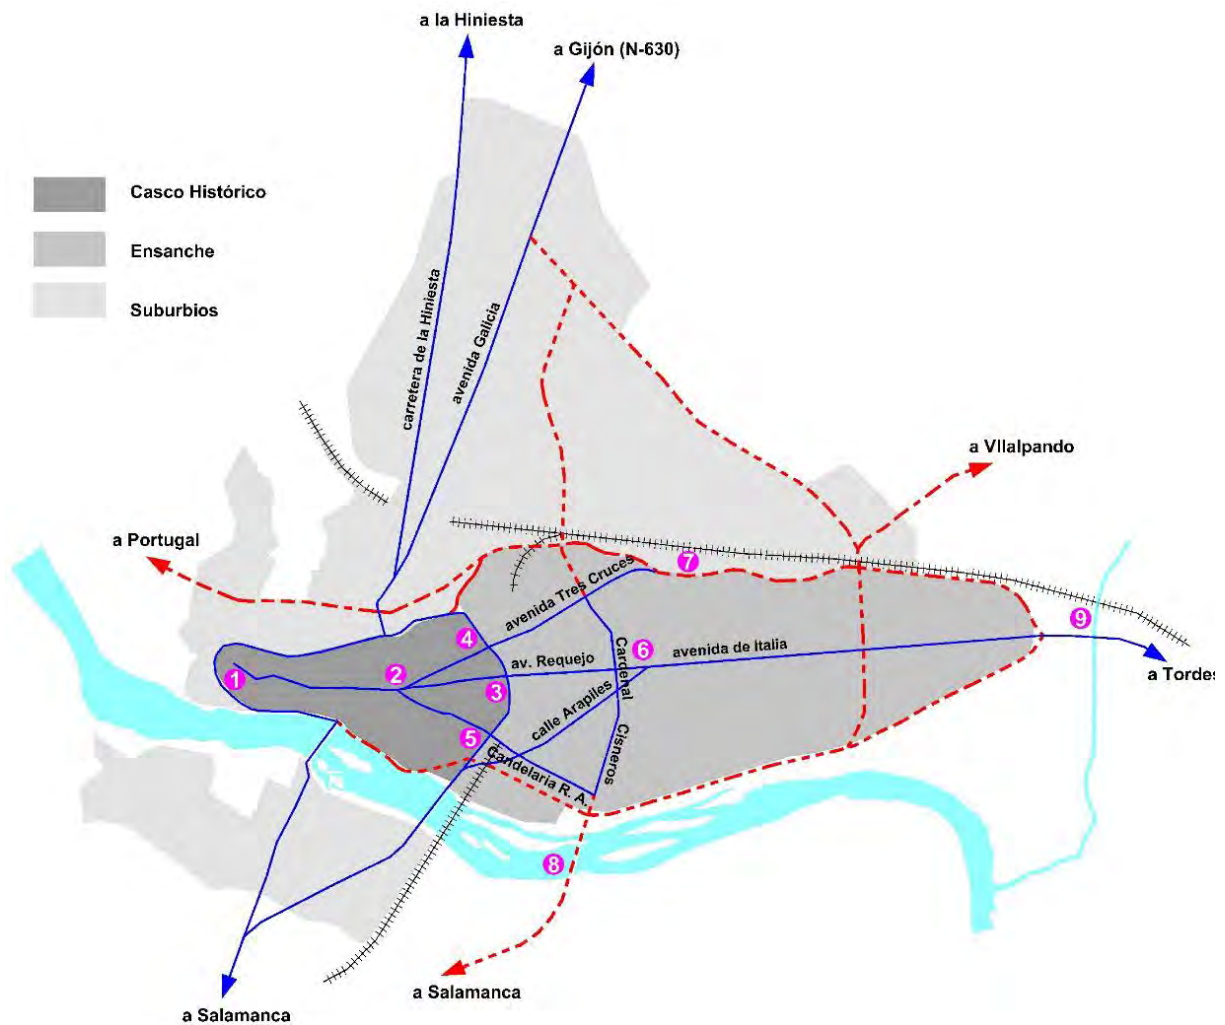 a la Hiniesta
a Gijón (N-630)
Casco Histórico
Ensanche
Suburbios
carretera de la Hiniesta
avenida Galicia
a VIlalpando
a Portugal
7
avenida Tres Cruces
9
4
6
Cardenal
avenida de Italia
av. Requejo
1
2
3
a Tordes
calle Arapiles
5
Cisneros
Candelaria R. A.
8
a Salamanca
a Salamanca